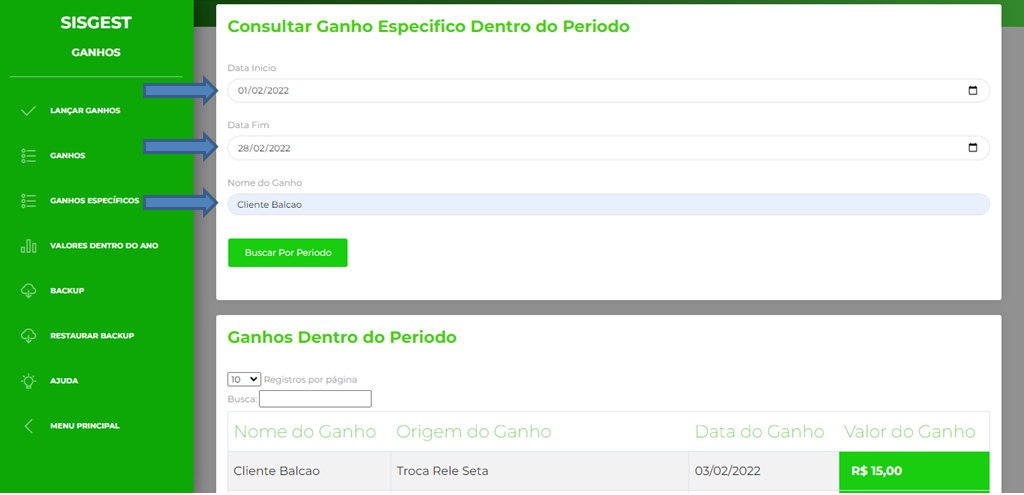 SISGEST
GANHOS
LANÇAR GANHOS
GANHOS
GANHOS ESPECÍFICOS
VALORES DENTRO DO ANO
BACKUP
RESTAURAR BACKUP
AJUDA
MENU PRINCIPAL
Consultar Ganho Especifico Dentro do Periodo
Data Inicio
01/02/2022
Data Fim
28/02/2022
Nome do Ganho
Cliente Balcao
Buscar Por Periodo
Ganhos Dentro do Periodo
10 Registros por página
Busca:
Nome do Ganho Origem do Ganho Data do Ganho Valor do Ganho
Cliente Balcao Troca Rele Seta 03/02/2022 R$ 15,00